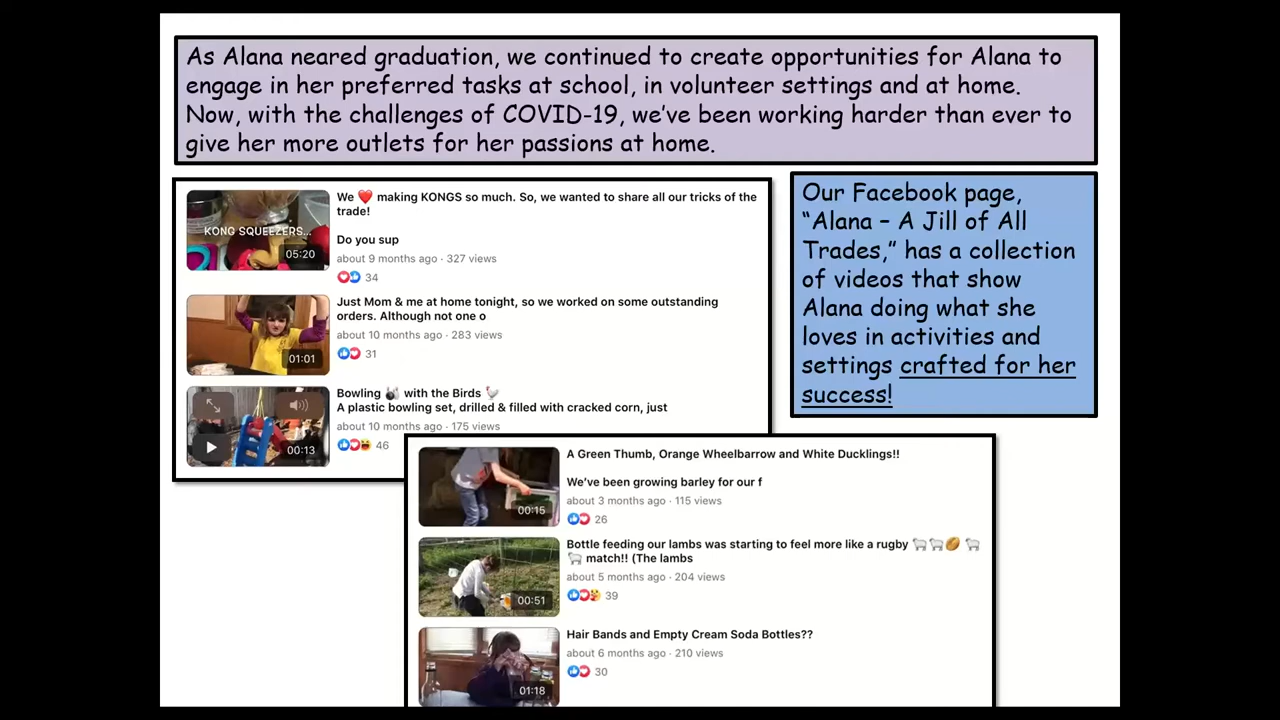 As Alana neared graduation, we continued to create opportunities for Alana to
engage in her preferred tasks at school, in volunteer settings and at home.
Now, with the challenges of COVID-19, we've been working harder than ever to
give her more outlets for her passions at home.
KONG SQUEEZERS...
05:20
We ❤️ making KONGS so much. So, we wanted to share all our tricks of the
trade!
Do you sup
about 9 months ago · 327 views
34
01:01
Just Mom & me at home tonight, so we worked on some outstanding
orders. Although not one o
about 10 months ago · 283 views
31
00:13
Bowling 🎳 with the Birds 🐓
A plastic bowling set, drilled & filled with cracked corn, just
about 10 months ago · 175 views
46
Our Facebook page,
“Alana – A Jill of All
Trades,” has a collection
of videos that show
Alana doing what she
loves in activities and
settings crafted for her
success!
00:15
A Green Thumb, Orange Wheelbarrow and White Ducklings!!
We've been growing barley for our f
about 3 months ago · 115 views
26
00:51
Bottle feeding our lambs was starting to feel more like a rugby 🐑🐑🏉 🐑
🐑 match!! (The lambs
about 5 months ago · 204 views
39
01:18
Hair Bands and Empty Cream Soda Bottles??
about 6 months ago · 210 views
30